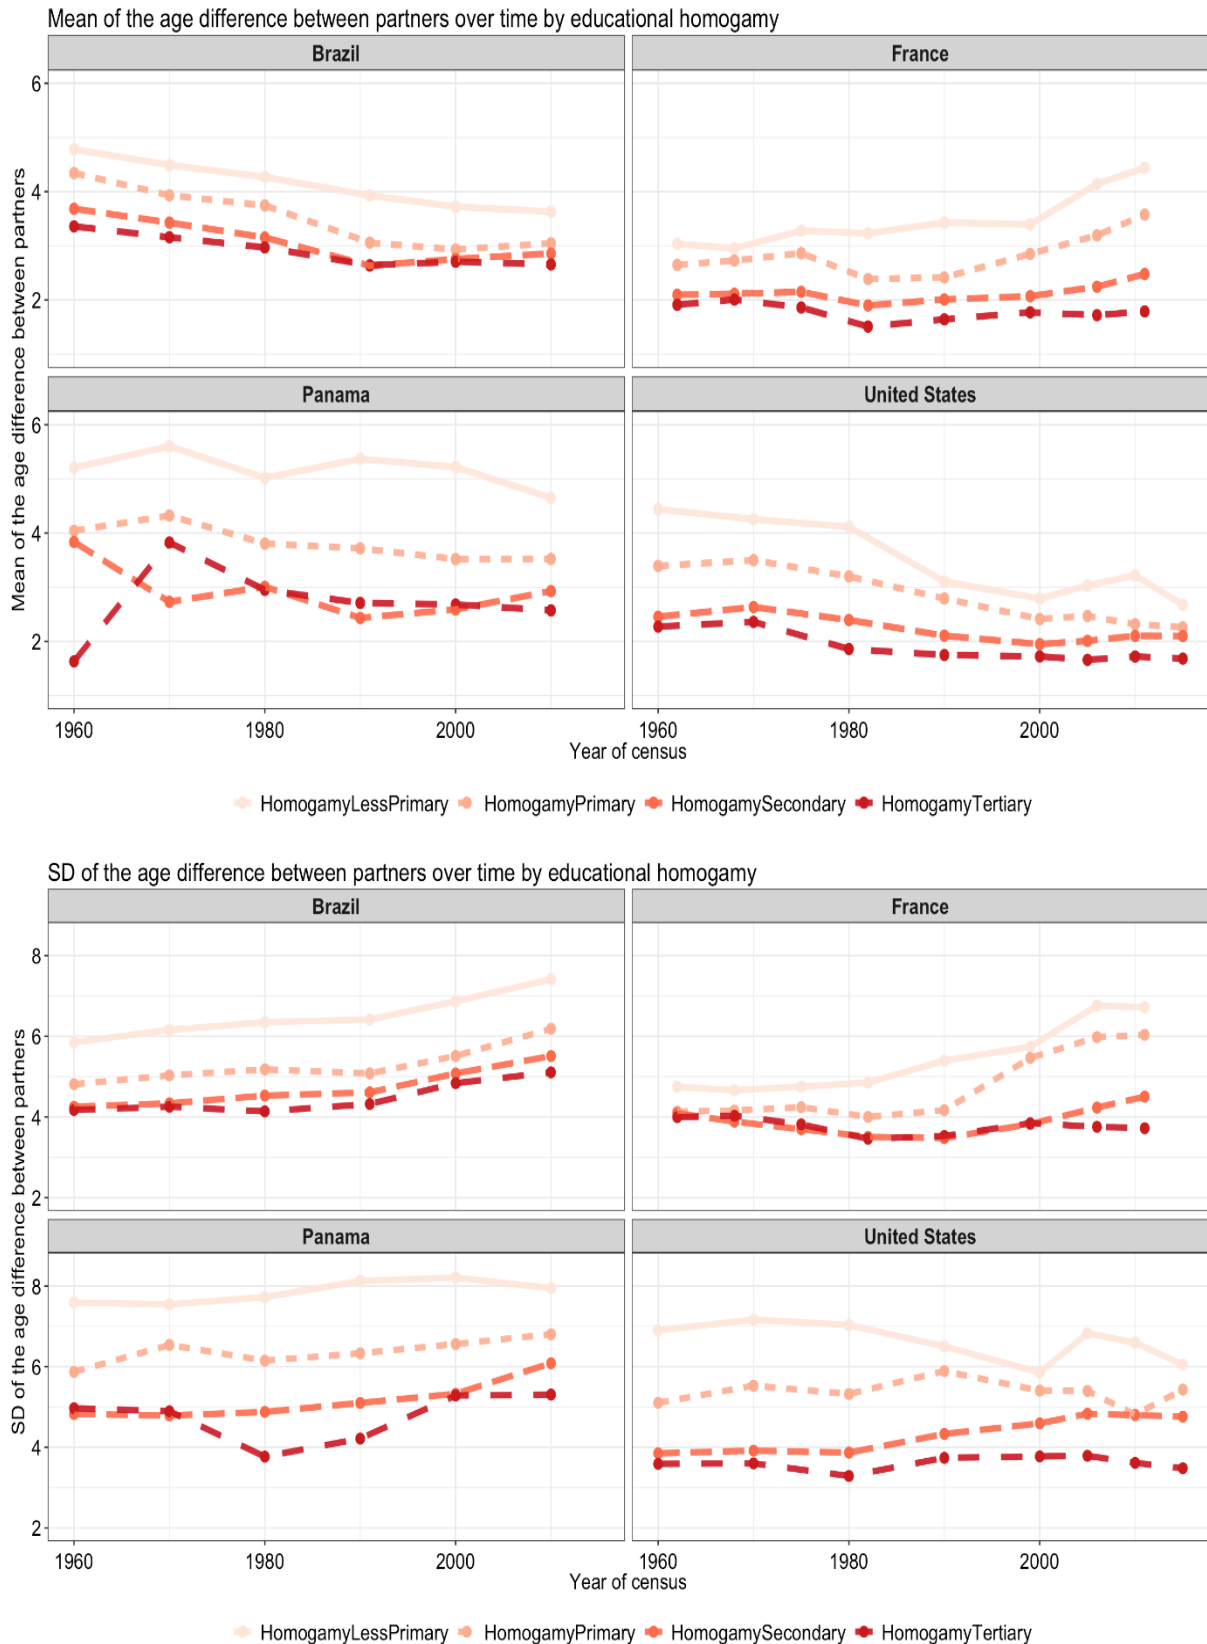 Mean of the age difference between partners over time by educational homogamy
Brazil
France
6
4
2
Panama
United States
6
4
2
Mean of the age difference between partners
1960
1980
2000
1960
1980
2000
Year of census
HomogamyLessPrimary
HomogamyPrimary
HomogamySecondary
HomogamyTertiary
SD of the age difference between partners over time by educational homogamy
Brazil
France
8
6
4
2
Panama
United States
8
6
4
2
SD of the age difference between partners
1960
1980
2000
1960
1980
2000
Year of census
HomogamyLessPrimary
HomogamyPrimary
HomogamySecondary
HomogamyTertiary